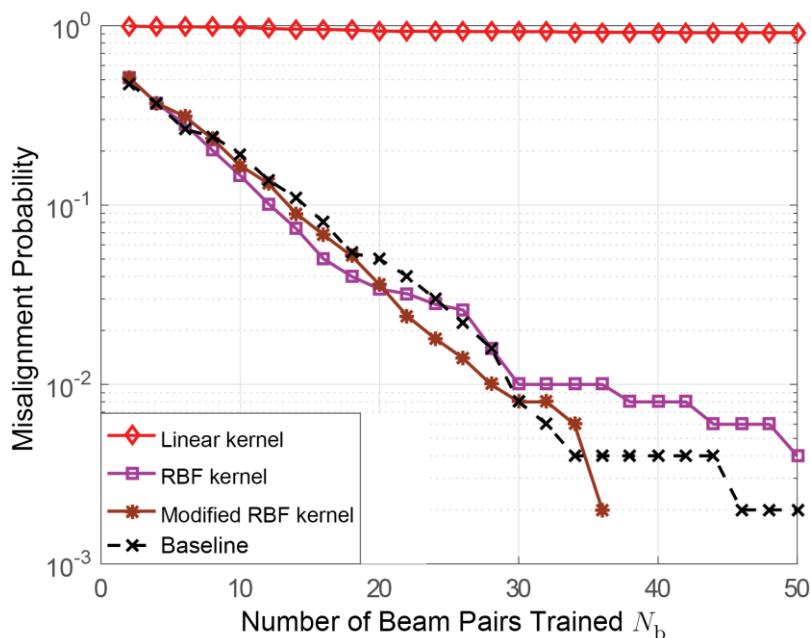 10^0
10^-1
10^-2
10^-3
Misalignment Probability
Linear kernel
RBF kernel
Modified RBF kernel
Baseline
0 10 20 30 40 50
Number of Beam Pairs Trained N_b